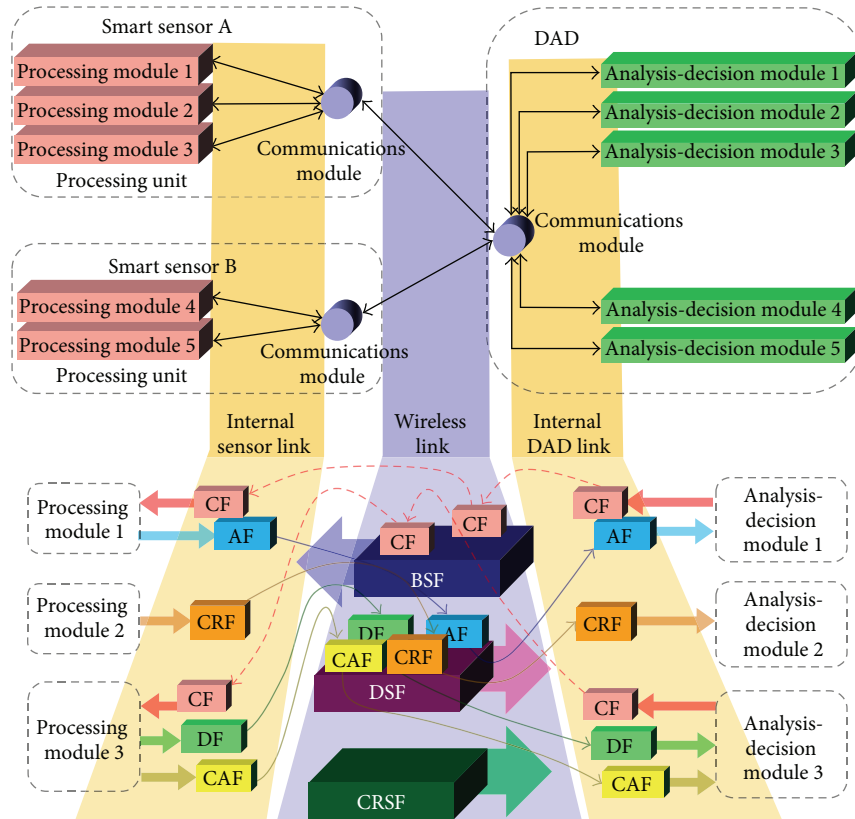 Smart sensor A
Processing module 1
Processing module 2
Processing module 3
Processing unit
Communications
module
DAD
Analysis-decision module 1
Analysis-decision module 2
Analysis-decision module 3
Communications
module
Analysis-decision module 4
Analysis-decision module 5
Smart sensor B
Processing module 4
Processing module 5
Processing unit
Communications
module
Internal
sensor link
Wireless
link
Internal
DAD link
Processing
module 1
CF
AF
CF
CF
BSF
CF
AF
Analysis-
decision
module 1
Processing
module 2
CRF
DF
AF
CAF
CRF
DSF
CRF
Analysis-
decision
module 2
Processing
module 3
CF
DF
CAF
CRSF
CF
DF
CAF
Analysis-
decision
module 3